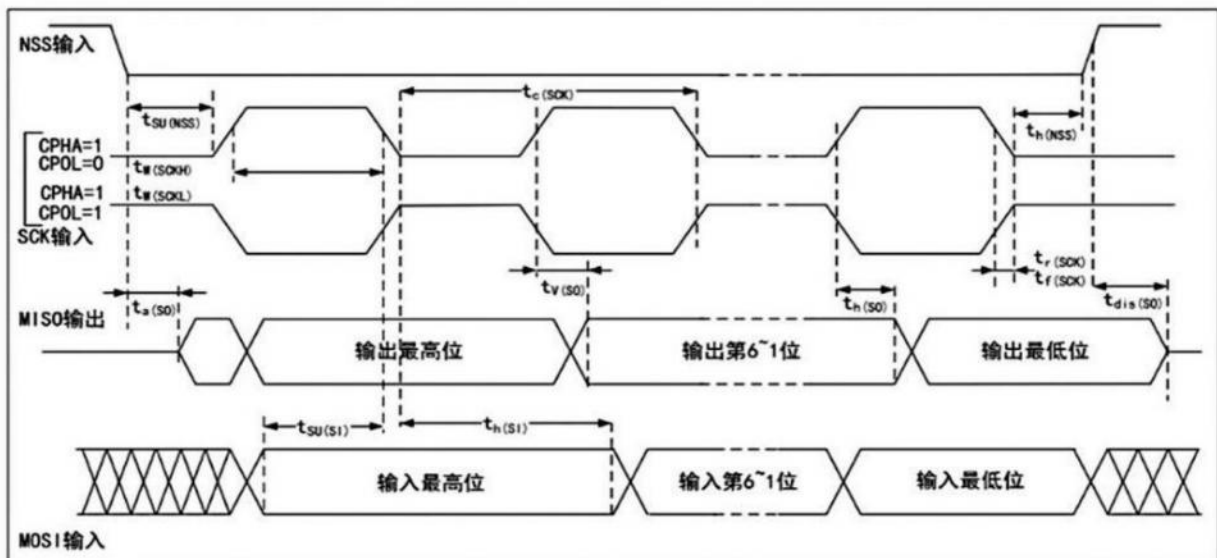 NSS输入
tc(SCK)
tSU(NSS)
th(NSS)
CPHA=1
CPOL=0
tW(SCKH)
CPHA=1
tW(SCKL)
CPOL=1
SCK输入
tV(SO)
th(SO)
tr(SCK)
tf(SCK)
ta(SO)
tdis(SO)
MISO输出
输出最高位
输出第6~1位
输出最低位
tSU(SI)
th(SI)
输入最高位
输入第6~1位
输入最低位
MOSI输入